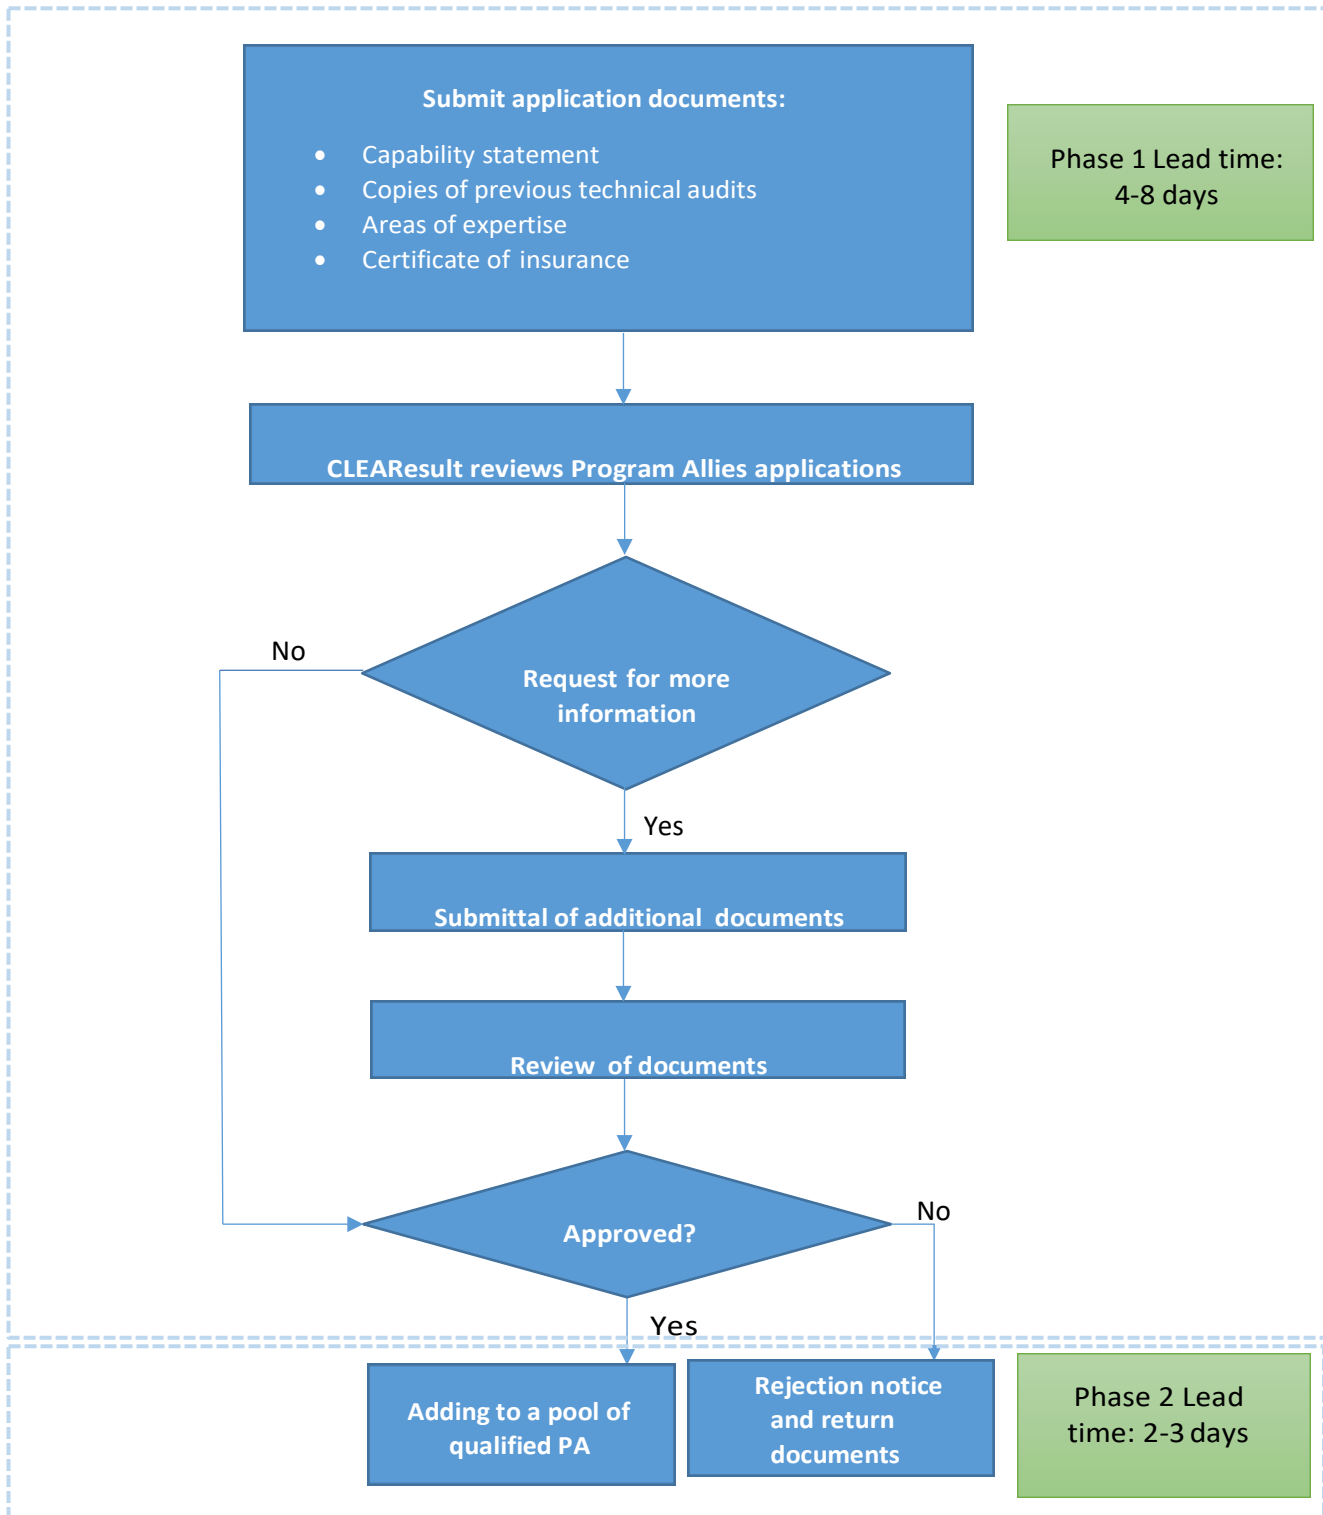 Submit application documents:
• Capability statement
• Copies of previous technical audits
• Areas of expertise
• Certificate of insurance
Phase 1 Lead time:
4-8 days
CLEAResult reviews Program Allies applications
No
Request for more
information
Yes
Submittal of additional documents
Review of documents
Approved?
No
Yes
Adding to a pool of
qualified PA
Rejection notice
and return
documents
Phase 2 Lead
time: 2-3 days